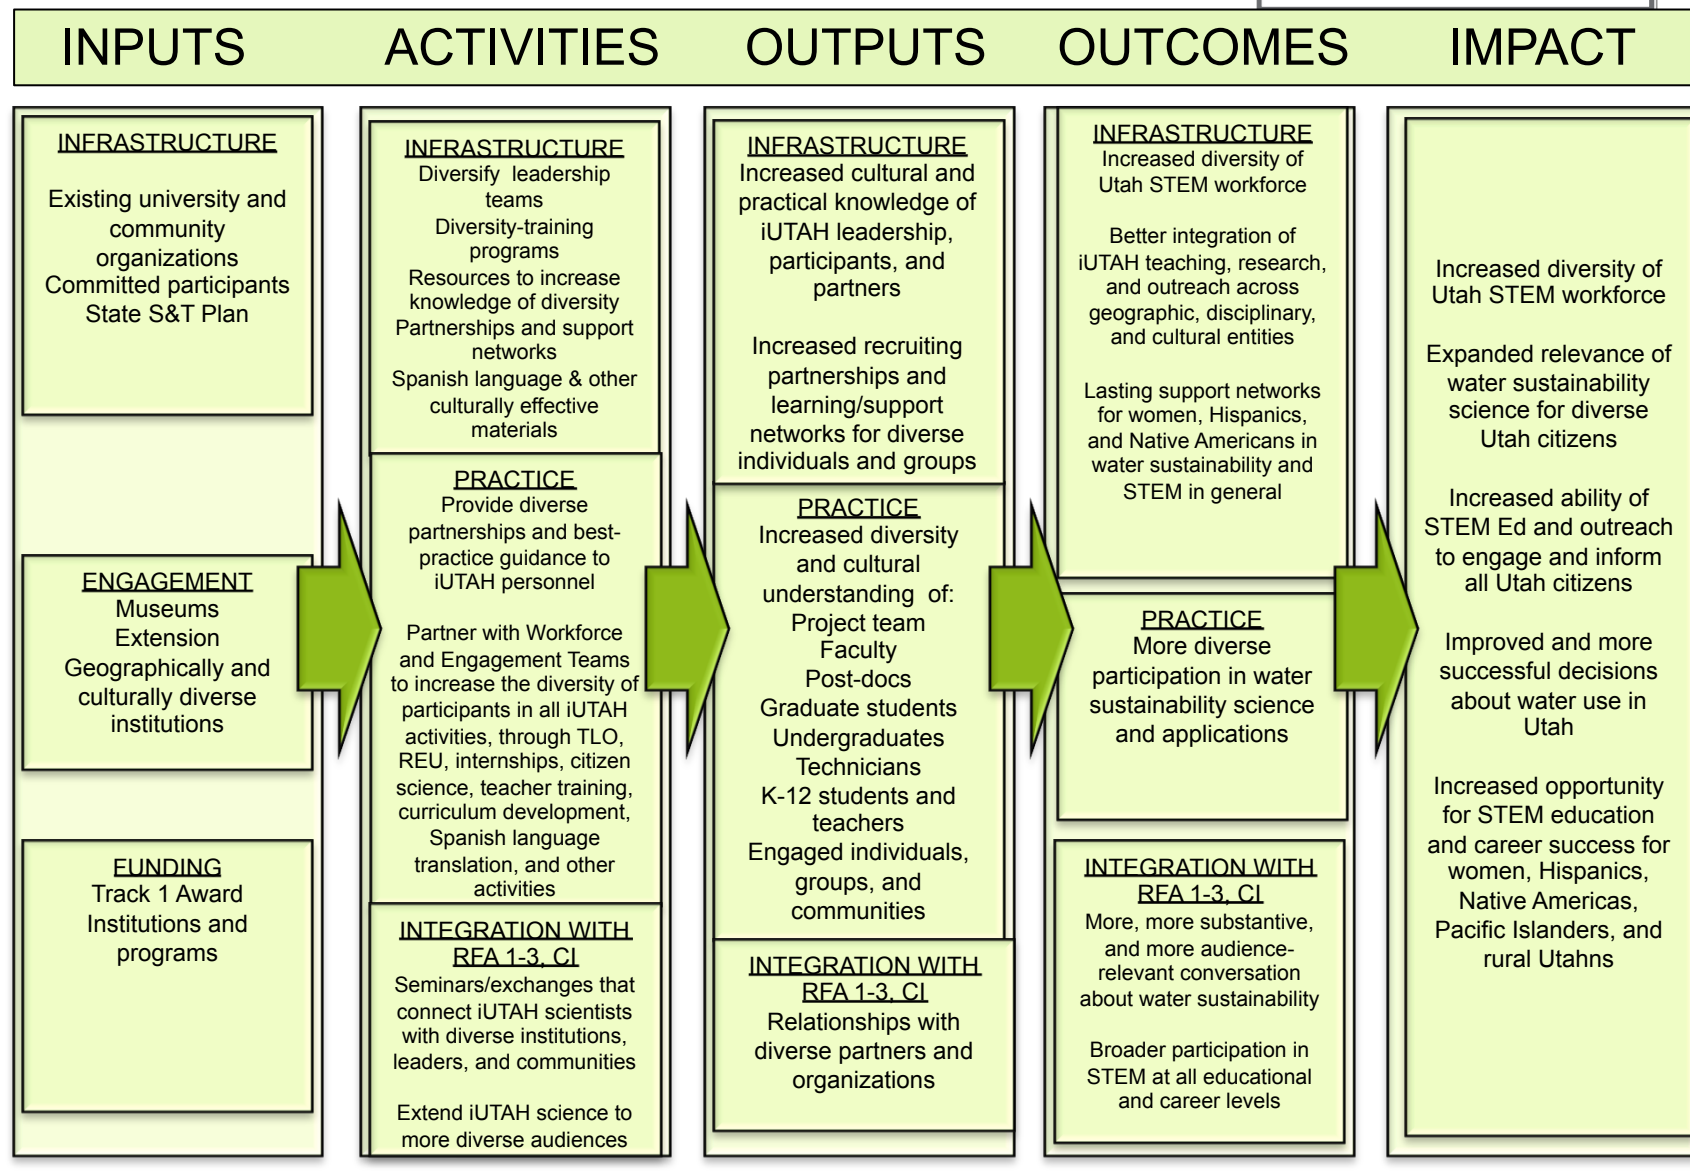 INPUTS
ACTIVITIES
OUTPUTS
OUTCOMES
IMPACT
INFRASTRUCTURE
Existing university and
community
organizations
Committed participants
State S&T Plan
ENGAGEMENT
Museums
Extension
Geographically and
culturally diverse
institutions
FUNDING
Track 1 Award
Institutions and
programs
INFRASTRUCTURE
Diversify leadership
teams
Diversity-training
programs
Resources to increase
knowledge of diversity
Partnerships and support
networks
Spanish language & other
culturally effective
materials
PRACTICE
Provide diverse
partnerships and best-
practice guidance to
iUTAH personnel
Partner with Workforce
and Engagement Teams
to increase the diversity of
participants in all iUTAH
activities, through TLO,
REU, internships, citizen
science, teacher training,
curriculum development,
Spanish language
translation, and other
activities
INTEGRATION WITH
RFA 1-3, CI
Seminars/exchanges that
connect iUTAH scientists
with diverse institutions,
leaders, and communities
Extend iUTAH science to
more diverse audiences
INFRASTRUCTURE
Increased cultural and
practical knowledge of
iUTAH leadership,
participants, and
partners
Increased recruiting
partnerships and
learning/support
networks for diverse
individuals and groups
PRACTICE
Increased diversity
and cultural
understanding of:
Project team
Faculty
Post-docs
Graduate students
Undergraduates
Technicians
K-12 students and
teachers
Engaged individuals,
groups, and
communities
INTEGRATION WITH
RFA 1-3, CI
Relationships with
diverse partners and
organizations
INFRASTRUCTURE
Increased diversity of
Utah STEM workforce
Better integration of
iUTAH teaching, research,
and outreach across
geographic, disciplinary,
and cultural entities
Lasting support networks
for women, Hispanics,
and Native Americans in
water sustainability and
STEM in general
PRACTICE
More diverse
participation in water
sustainability science
and applications
INTEGRATION WITH
RFA 1-3, CI
More, more substantive,
and more audience-
relevant conversation
about water sustainability
Broader participation in
STEM at all educational
and career levels
Increased diversity of
Utah STEM workforce
Expanded relevance of
water sustainability
science for diverse
Utah citizens
Increased ability of
STEM Ed and outreach
to engage and inform
all Utah citizens
Improved and more
successful decisions
about water use in
Utah
Increased opportunity
for STEM education
and career success for
women, Hispanics,
Native Americas,
Pacific Islanders, and
rural Utahns